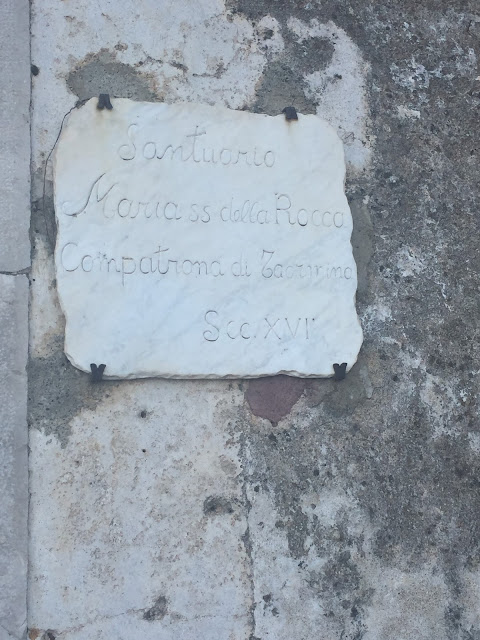 Santuario
Maria ss della Rocca
Compatrona di Taormina
Sec. XVI°